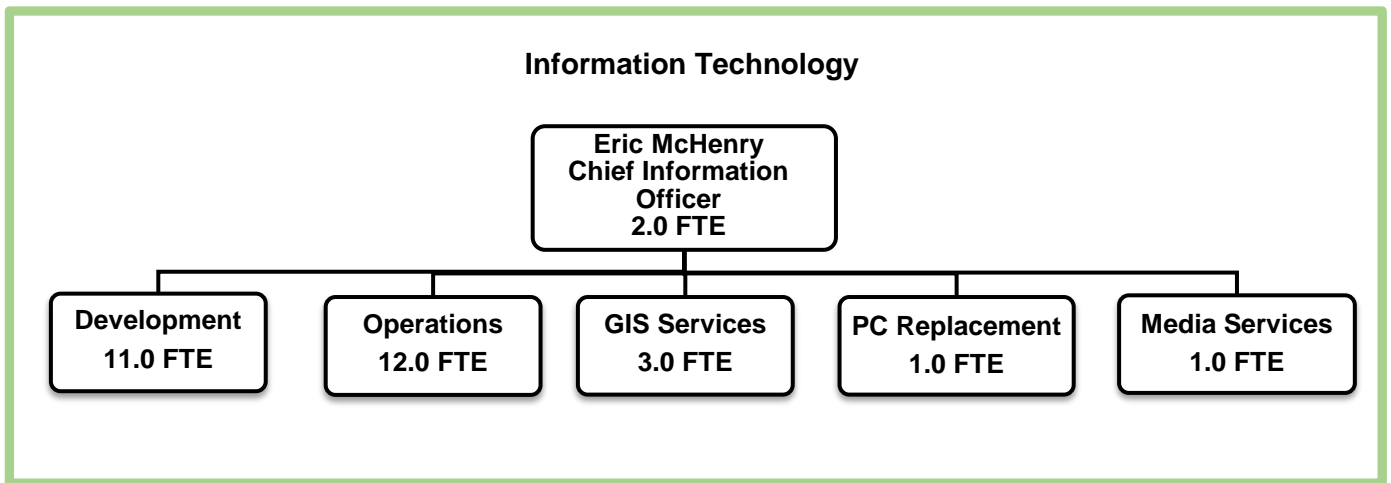 Information Technology
Eric McHenry
Chief Information
Officer
2.0 FTE
Development
11.0 FTE
Operations
12.0 FTE
GIS Services
3.0 FTE
PC Replacement
1.0 FTE
Media Services
1.0 FTE